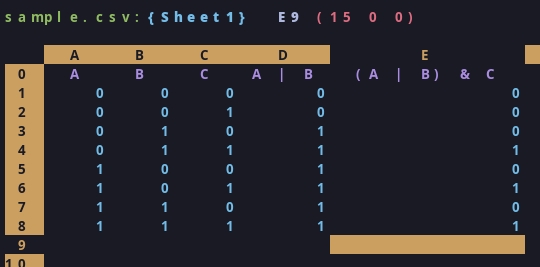 sample.csv:{Sheet1} E9 (15 0 0)
A B C D E
0 A B C A | B (A | B) & C
1 0 0 0 0 0
2 0 0 1 0 0
3 0 1 0 1 0
4 0 1 1 1 1
5 1 0 0 1 0
6 1 0 1 1 1
7 1 1 0 1 0
8 1 1 1 1 1
9
10